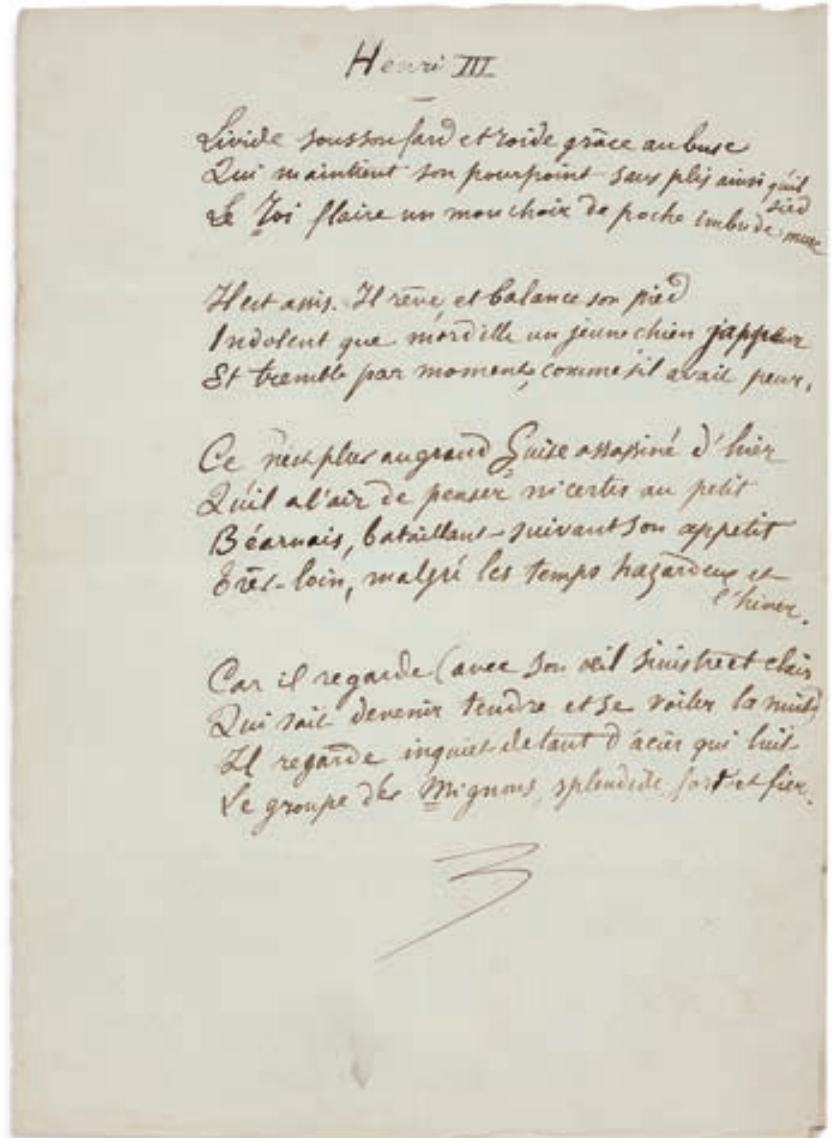 Henri III
Livide sous son fard et roide grâce au busc
Qui maintient son pourpoint sans plis ainsi qu'il
sied
Le Roi flaire un mouchoir de poche imbu de musc
Il est assis. Il rêve, et balance son pied
Indolent que mordille un jeune chien jappeur
Et tremble par moments, comme s'il avait peur.
Ce n'est plus au grand Guise assassiné d'hier
Qu'il a l'air de penser ni certes au petit
Béarnais, bataillant suivant son appetit
Très-loin, malgré les temps hazardeux et
l'hiver.
Car il regarde (avec son œil sinistre et clair
Qui sait devenir tendre et se voiler la nuit)
Il regarde inquiet de tant d'acier qui luit
Le groupe des Mignons, splendide, fort et fier.